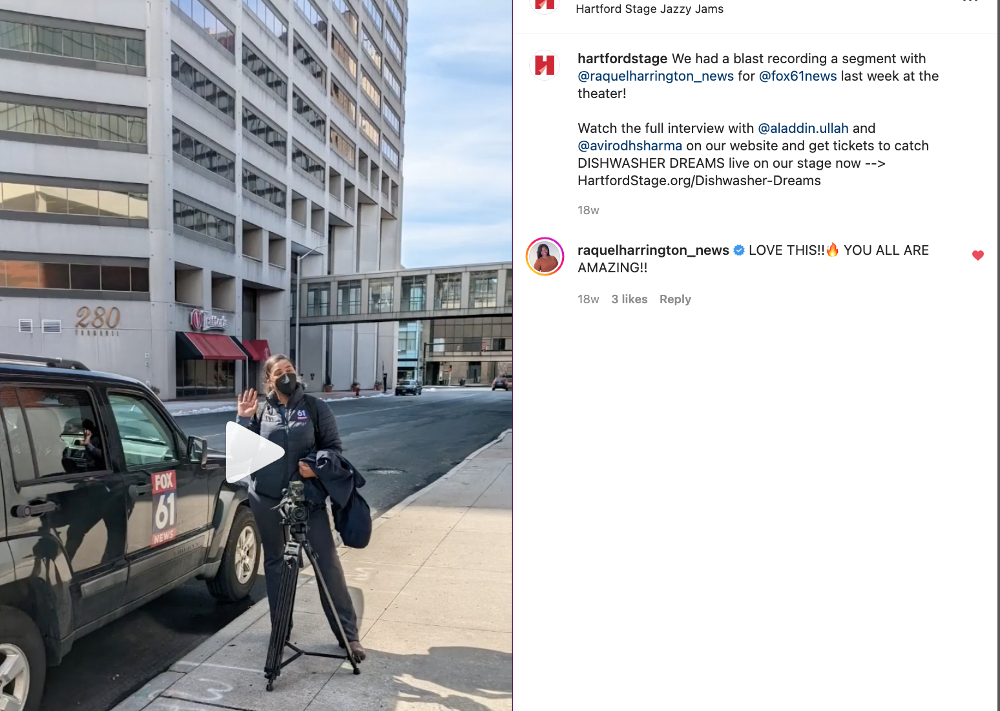 Hartford Stage Jazzy Jams
hartfordstage We had a blast recording a segment with
@raquelharrington_news for @fox61news last week at the
theater!
Watch the full interview with @aladdin.ullah and
@avirodhsharma on our website and get tickets to catch
DISHWASHER DREAMS live on our stage now -->
HartfordStage.org/Dishwasher-Dreams
18w
raquelharrington_news LOVE THIS!!🔥 YOU ALL ARE
AMAZING!!
18w 3 likes Reply
280
TRUMBULL
Trattoria
61
FOX
61
NEWS